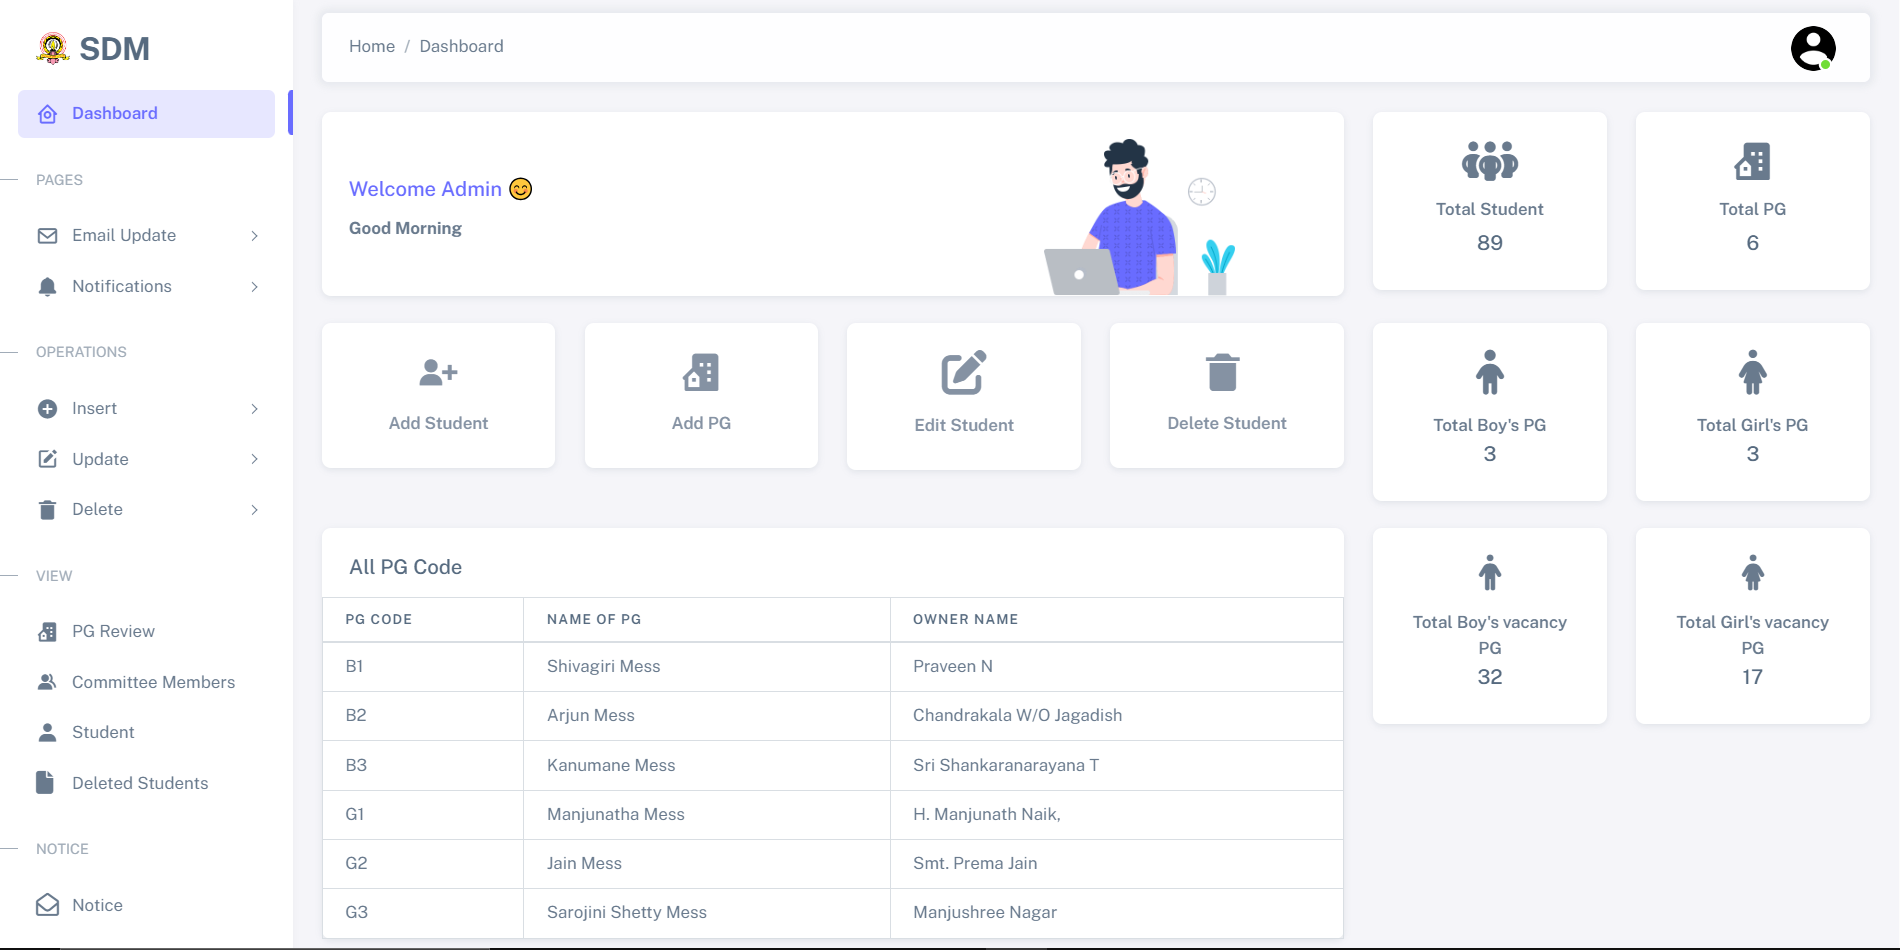 SDM
Dashboard
PAGES
Email Update
Notifications
OPERATIONS
Insert
Update
Delete
VIEW
PG Review
Committee Members
Student
Deleted Students
NOTICE
Notice
Home / Dashboard
Welcome Admin 😊
Good Morning
Total Student
89
Total PG
6
Add Student
Add PG
Edit Student
Delete Student
Total Boy's PG
3
Total Girl's PG
3
All PG Code
PG CODE NAME OF PG OWNER NAME
B1 Shivagiri Mess Praveen N
B2 Arjun Mess Chandrakala W/O Jagadish
B3 Kanumane Mess Sri Shankaranarayana T
G1 Manjunatha Mess H. Manjunath Naik,
G2 Jain Mess Smt. Prema Jain
G3 Sarojini Shetty Mess Manjushree Nagar
Total Boy's vacancy
PG
32
Total Girl's vacancy
PG
17